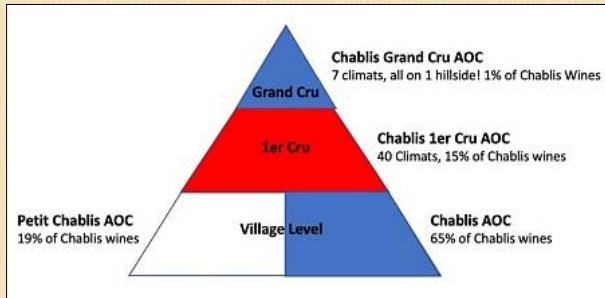 Chablis Grand Cru AOC
7 climats, all on 1 hillside! 1% of Chablis Wines
Grand Cru
1er Cru
Chablis 1er Cru AOC
40 Climats, 15% of Chablis wines
Petit Chablis AOC
19% of Chablis wines
Village Level
Chablis AOC
65% of Chablis wines